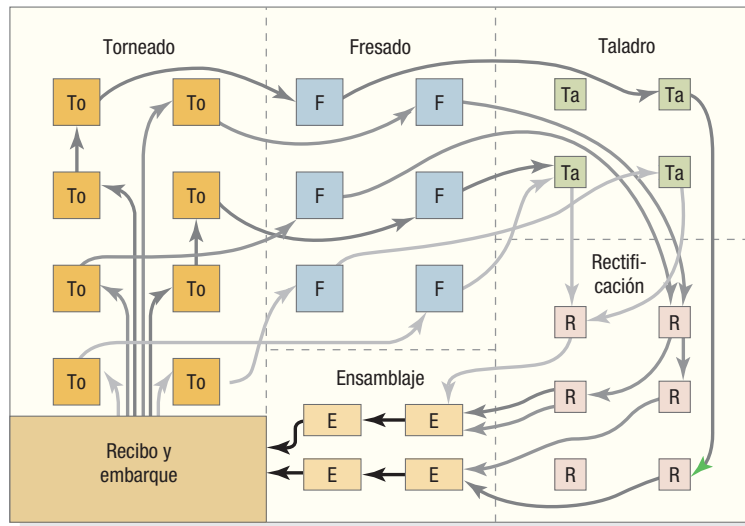 Torneado
Fresado
Taladro
To
To
F
F
Ta
Ta
To
To
F
F
Ta
Ta
To
To
F
F
Rectifi-
cación
R
R
To
To
Ensamblaje
R
R
E
E
Recibo y
embarque
E
E
R
R